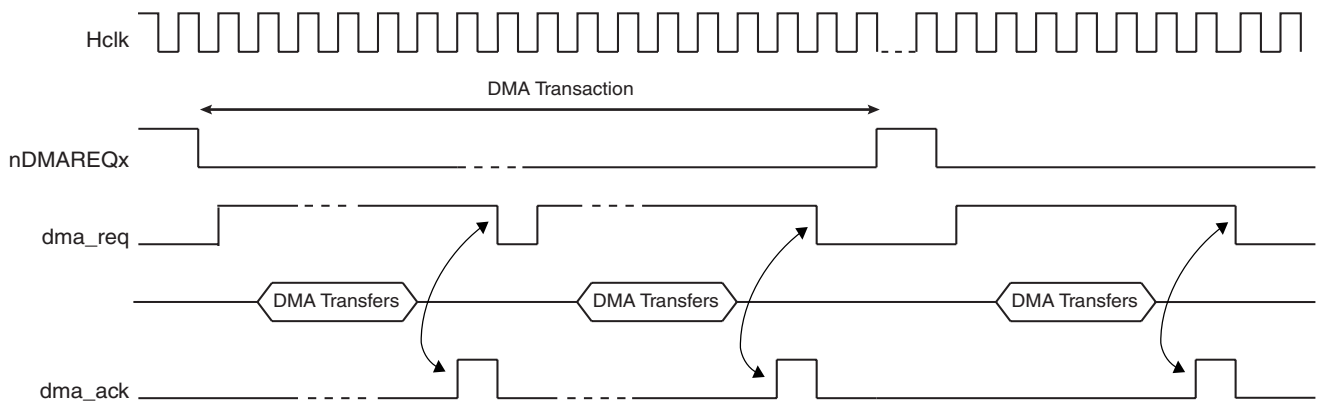 Hclk
DMA Transaction
nDMAREQx
dma_req
DMA Transfers DMA Transfers DMA Transfers
dma_ack